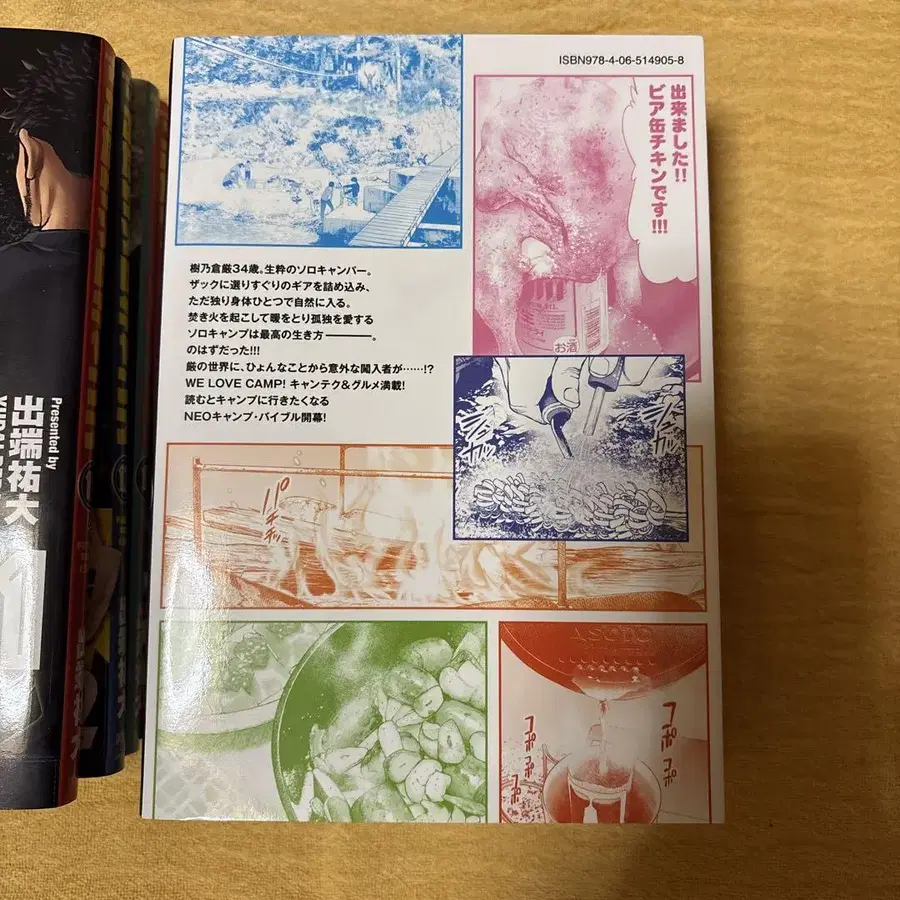 ISBN978-4-06-514905-8
出来ました!!
ビア缶チキンです!!!
お酒
樹乃倉厳34歳。生粋のソロキャンパー。
ザックに選りすぐりのギアを詰め込み、
ただ独り身体ひとつで自然に入る。
焚き火を起こして暖をとり孤独を愛する
ソロキャンプは最高の生き方―――。
のはずだった!!!
厳の世界に、ひょんなことから意外な闖入者が……!?
WE LOVE CAMP! キャンテク&グルメ満載!
読むとキャンプに行きたくなる
NEOキャンプ・バイブル開幕!
Presented by
出端祐大
1
パチッ
コポコポ
コポコポ